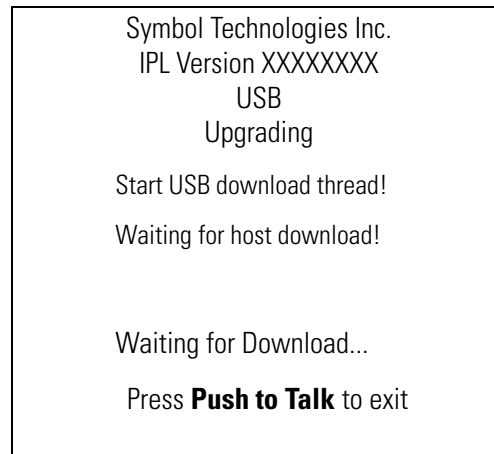 Symbol Technologies Inc.
IPL Version XXXXXXXX
USB
Upgrading
Start USB download thread!
Waiting for host download!
Waiting for Download...
Press Push to Talk to exit